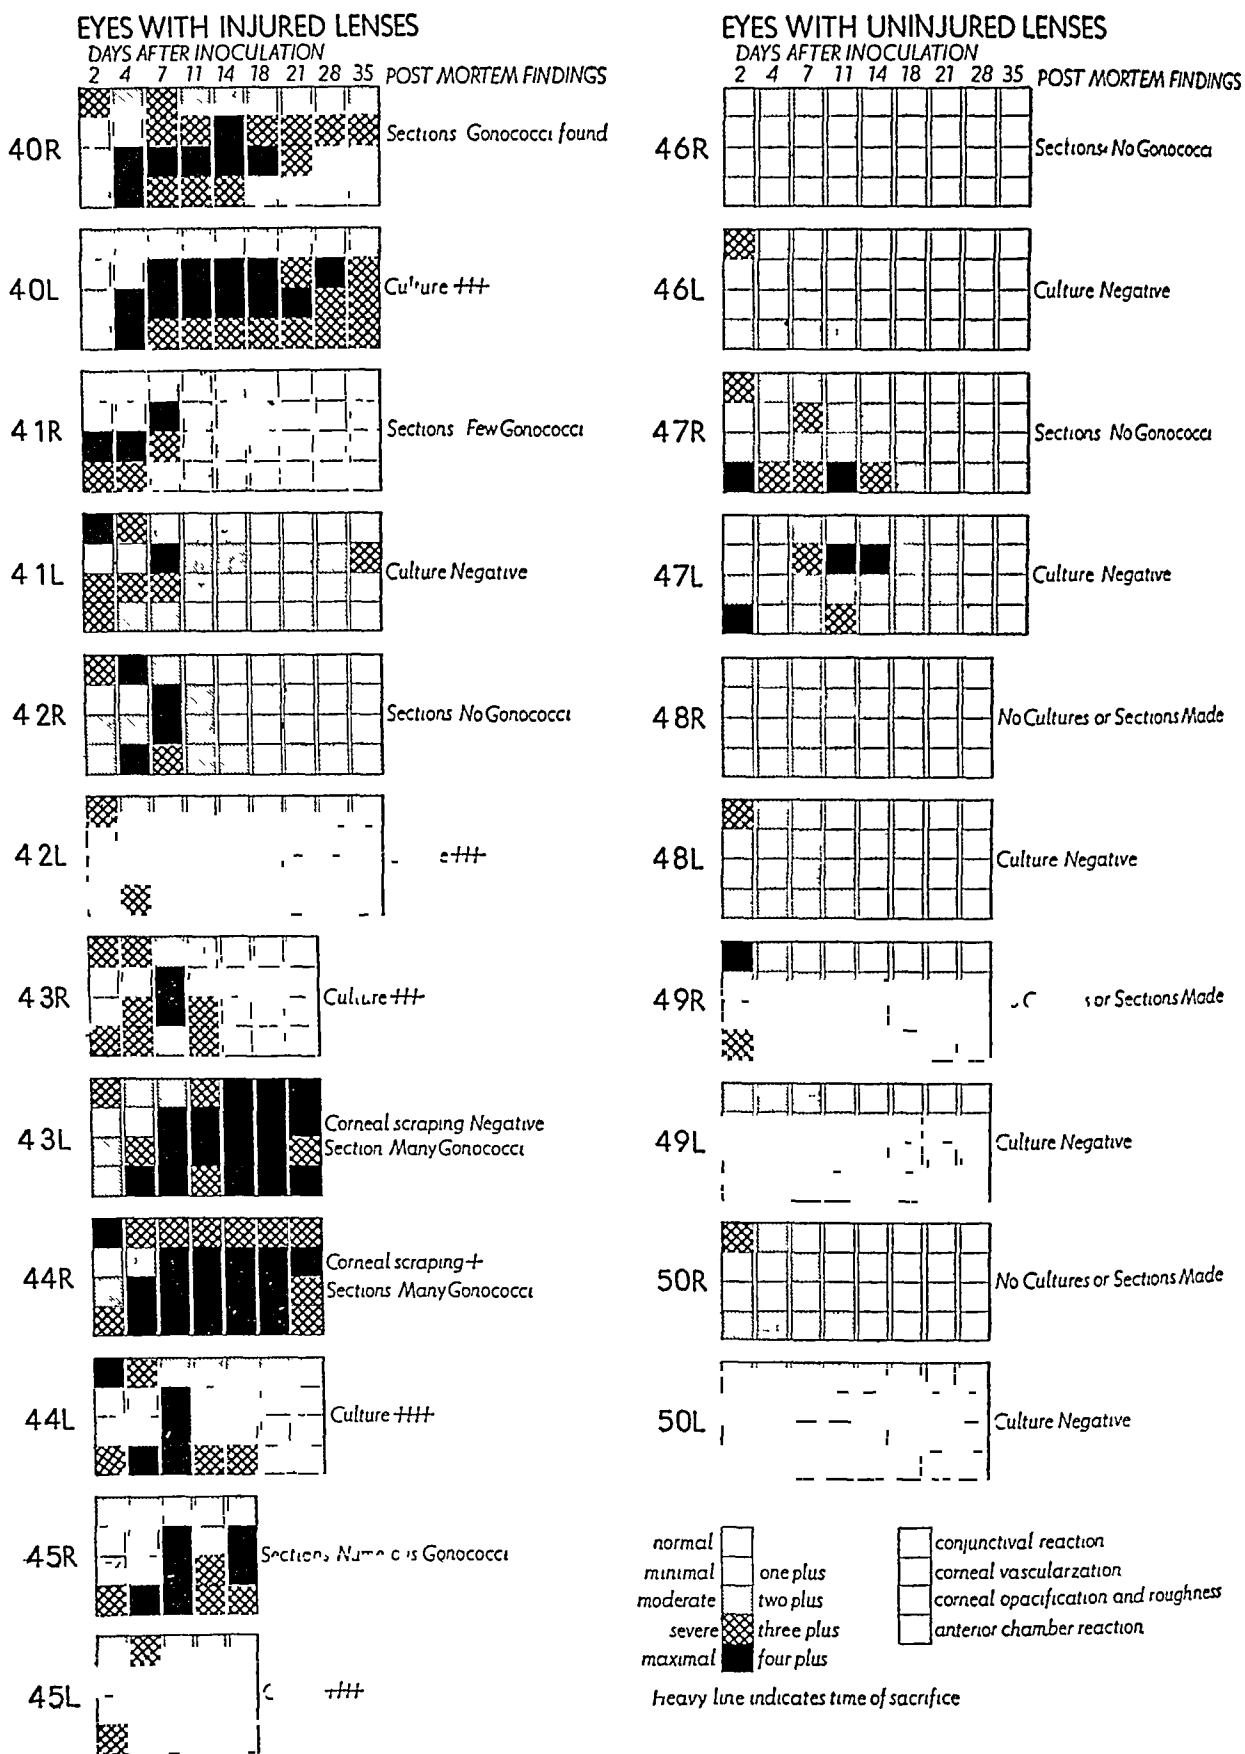 EYES WITH INJURED LENSES
DAYS AFTER INOCULATION
2 4 7 11 14 18 21 28 35 POST MORTEM FINDINGS
40R Sections Gonococci found
40L Culture +++
41R Sections Few Gonococci
41L Culture Negative
42R Sections No Gonococci
42L +++
43R Culture +++
43L Corneal scraping Negative
Section Many Gonococci
44R Corneal scraping +
Sections Many Gonococci
44L Culture ++++
45R Sections Gonococci
45L +++
EYES WITH UNINJURED LENSES
DAYS AFTER INOCULATION
2 4 7 11 14 18 21 28 35 POST MORTEM FINDINGS
46R Sections No Gonococci
46L Culture Negative
47R Sections No Gonococci
47L Culture Negative
48R No Cultures or Sections Made
48L Culture Negative
49R or Sections Made
49L Culture Negative
50R No Cultures or Sections Made
50L Culture Negative
normal
minimal one plus
moderate two plus
severe three plus
maximal four plus
conjunctival reaction
corneal vascularzation
corneal opacification and roughness
anterior chamber reaction
Heavy line indicates time of sacrifice